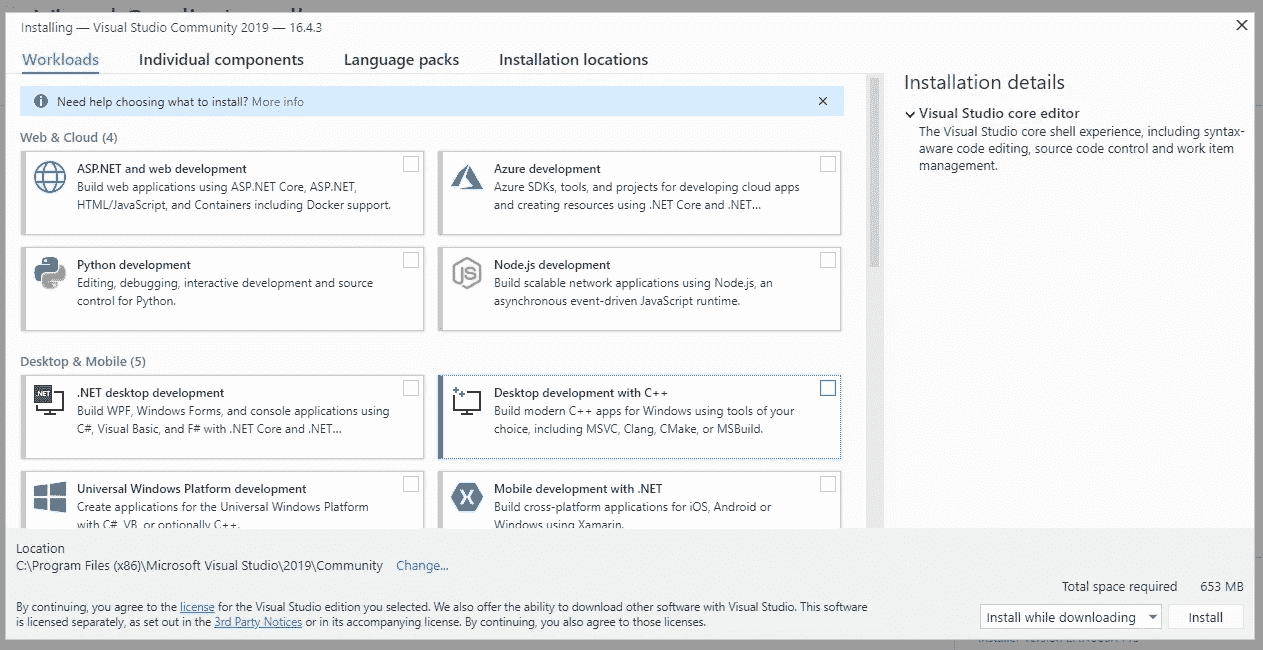 Installing — Visual Studio Community 2019 — 16.4.3
Workloads
Individual components
Language packs
Installation locations
Need help choosing what to install? More info
Web & Cloud (4)
ASP.NET and web development
Build web applications using ASP.NET Core, ASP.NET,
HTML/JavaScript, and Containers including Docker support.
Azure development
Azure SDKs, tools, and projects for developing cloud apps
and creating resources using .NET Core and .NET...
Python development
Editing, debugging, interactive development and source
control for Python.
JS
Node.js development
Build scalable network applications using Node.js, an
asynchronous event-driven JavaScript runtime.
Desktop & Mobile (5)
.NET
.NET desktop development
Build WPF, Windows Forms, and console applications using
C#, Visual Basic, and F# with .NET Core and .NET...
Desktop development with C++
Build modern C++ apps for Windows using tools of your
choice, including MSVC, Clang, CMake, or MSBuild.
Universal Windows Platform development
Create applications for the Universal Windows Platform
with C#, VB, or optionally C++.
Mobile development with .NET
Build cross-platform applications for iOS, Android or
Windows using Xamarin.
Installation details
Visual Studio core editor
The Visual Studio core shell experience, including syntax-
aware code editing, source code control and work item
management.
Location
C:\Program Files (x86)\Microsoft Visual Studio\2019\Community
Change...
Total space required 653 MB
By continuing, you agree to the license for the Visual Studio edition you selected. We also offer the ability to download other software with Visual Studio. This software
is licensed separately, as set out in the 3rd Party Notices or in its accompanying license. By continuing, you also agree to those licenses.
Install while downloading
Install